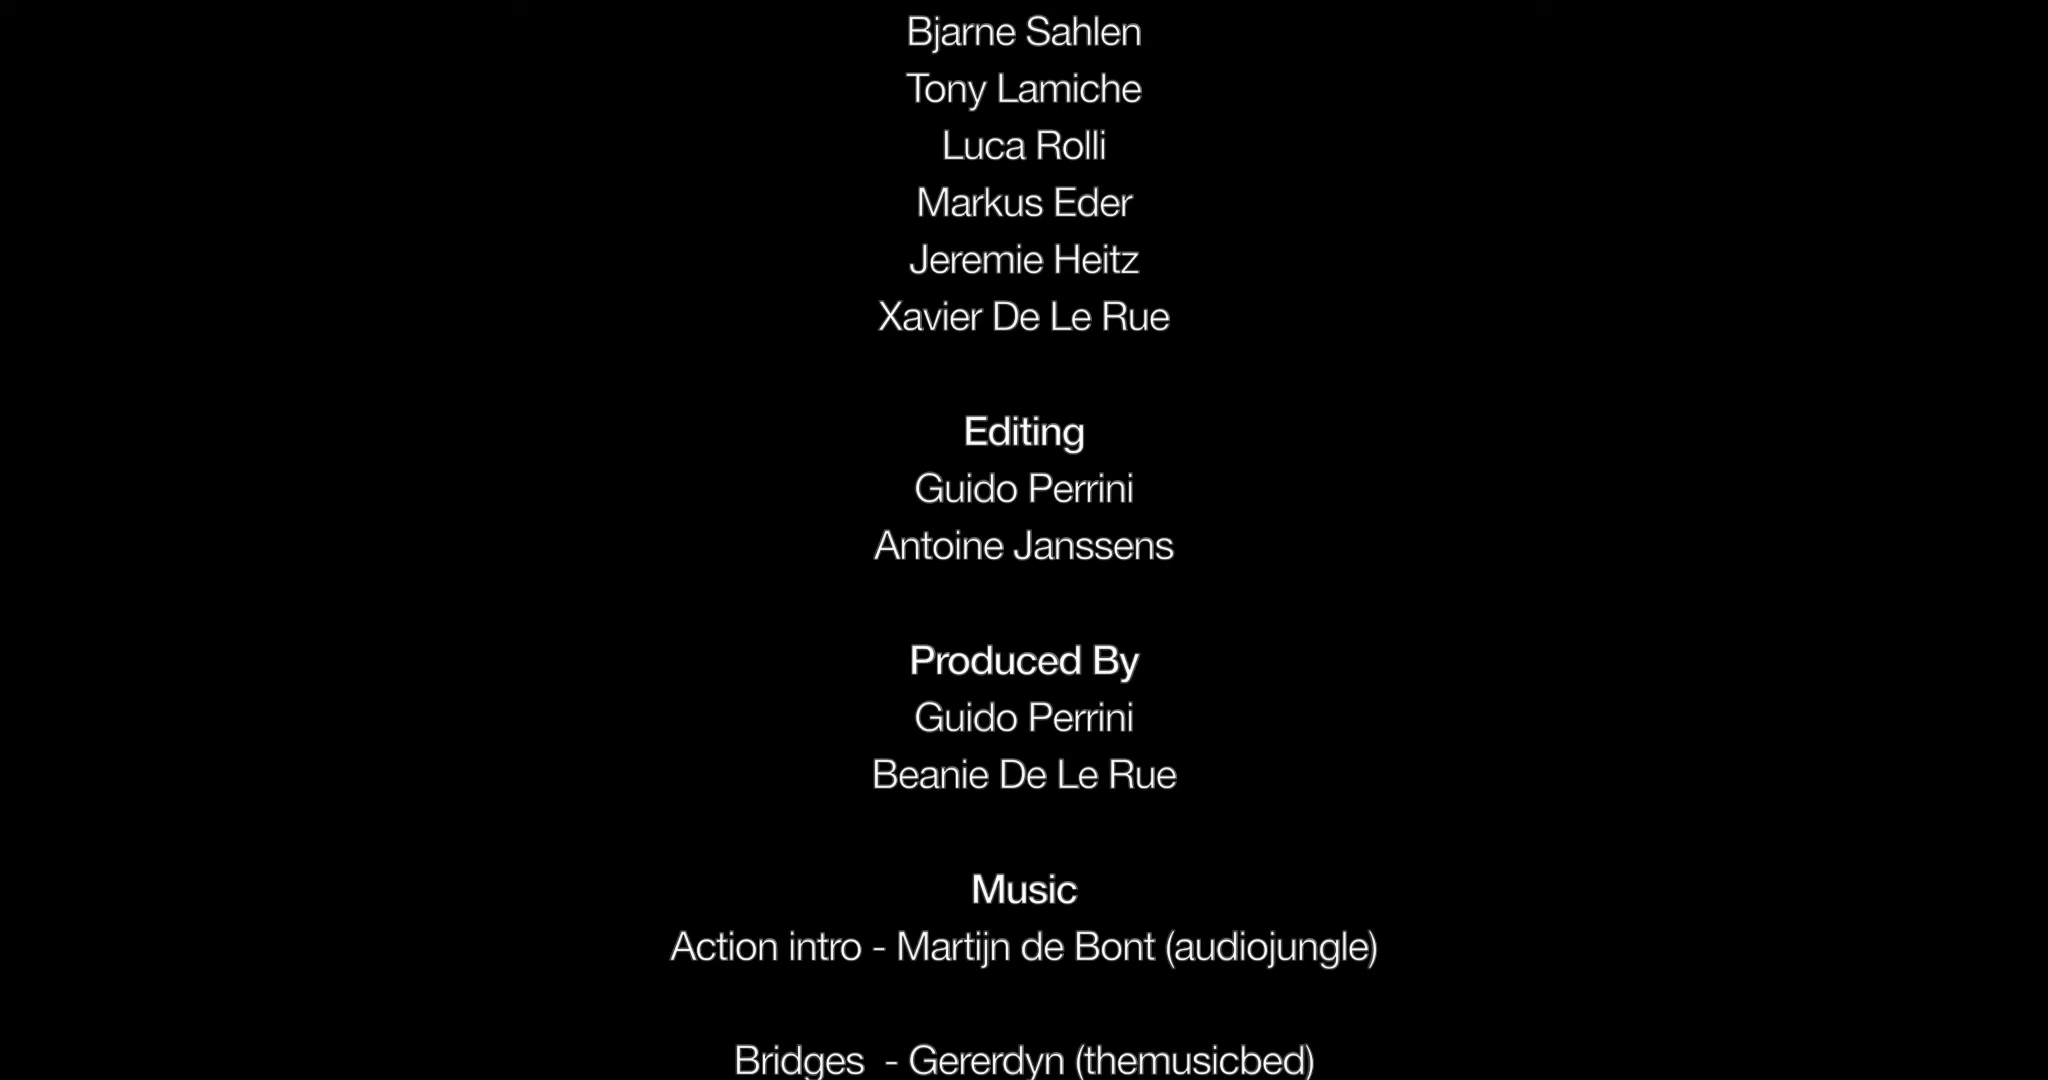 Bjarne Sahlen
Tony Lamiche
Luca Rolli
Markus Eder
Jeremie Heitz
Xavier De Le Rue
Editing
Guido Perrini
Antoine Janssens
Produced By
Guido Perrini
Beanie De Le Rue
Music
Action intro - Martijn de Bont (audiojungle)
Bridges  - Gererdyn (themusicbed)